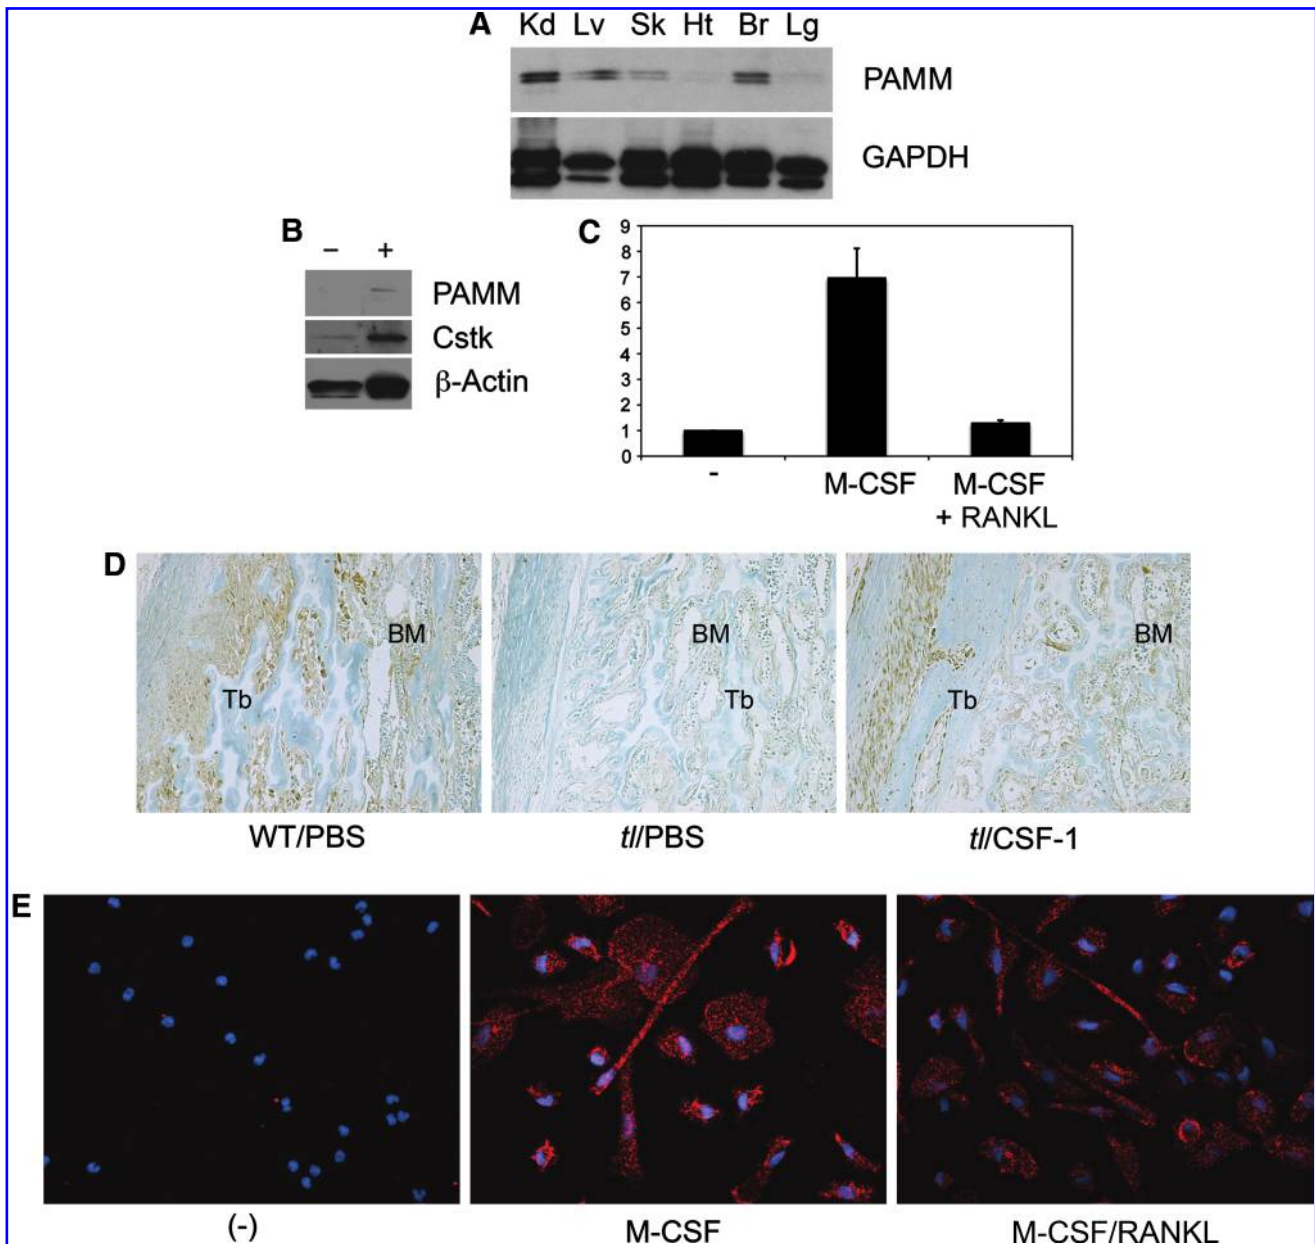 A
Kd Lv Sk Ht Br Lg
PAMM
GAPDH
B
– +
PAMM
Cstk
β-Actin
C
9
8
7
6
5
4
3
2
1
0
- M-CSF M-CSF
+ RANKL
D
BM
Tb
BM
Tb
BM
Tb
WT/PBS tl/PBS tl/CSF-1
E
(-) M-CSF M-CSF/RANKL